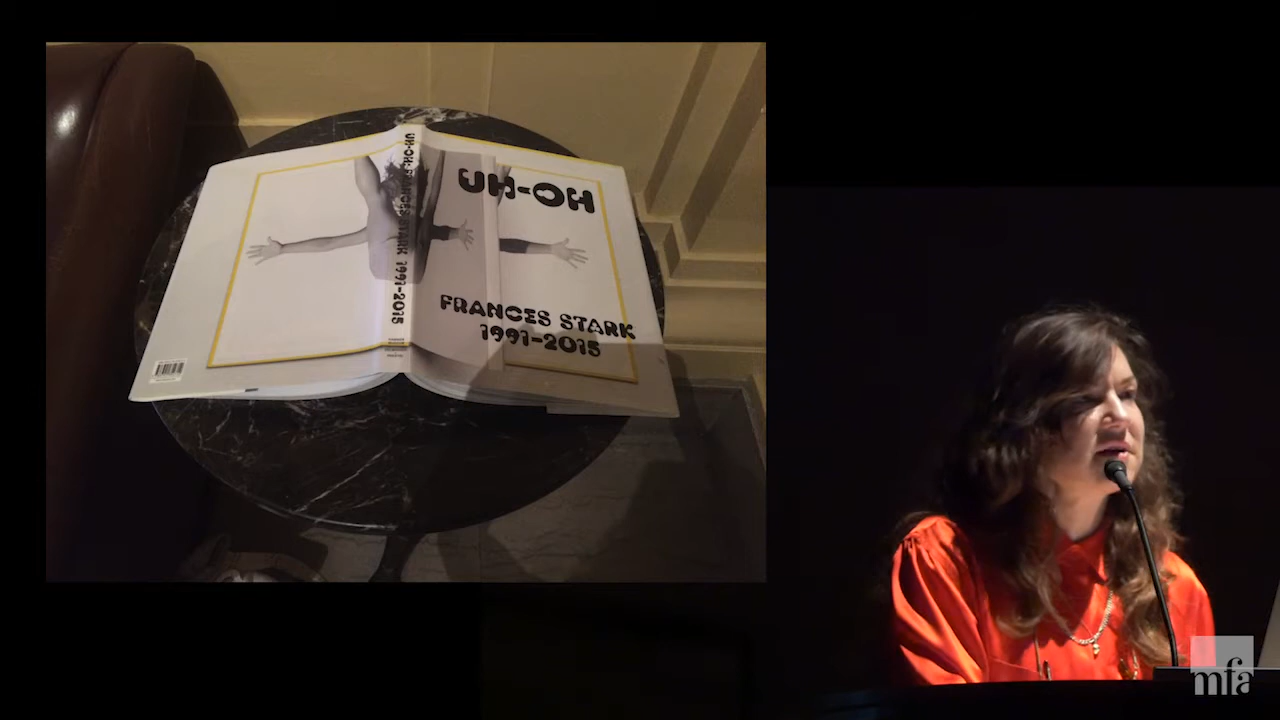 UH-OH: FRANCES STARK 1991–2015
UH-OH
FRANCES STARK
1991–2015
mfa